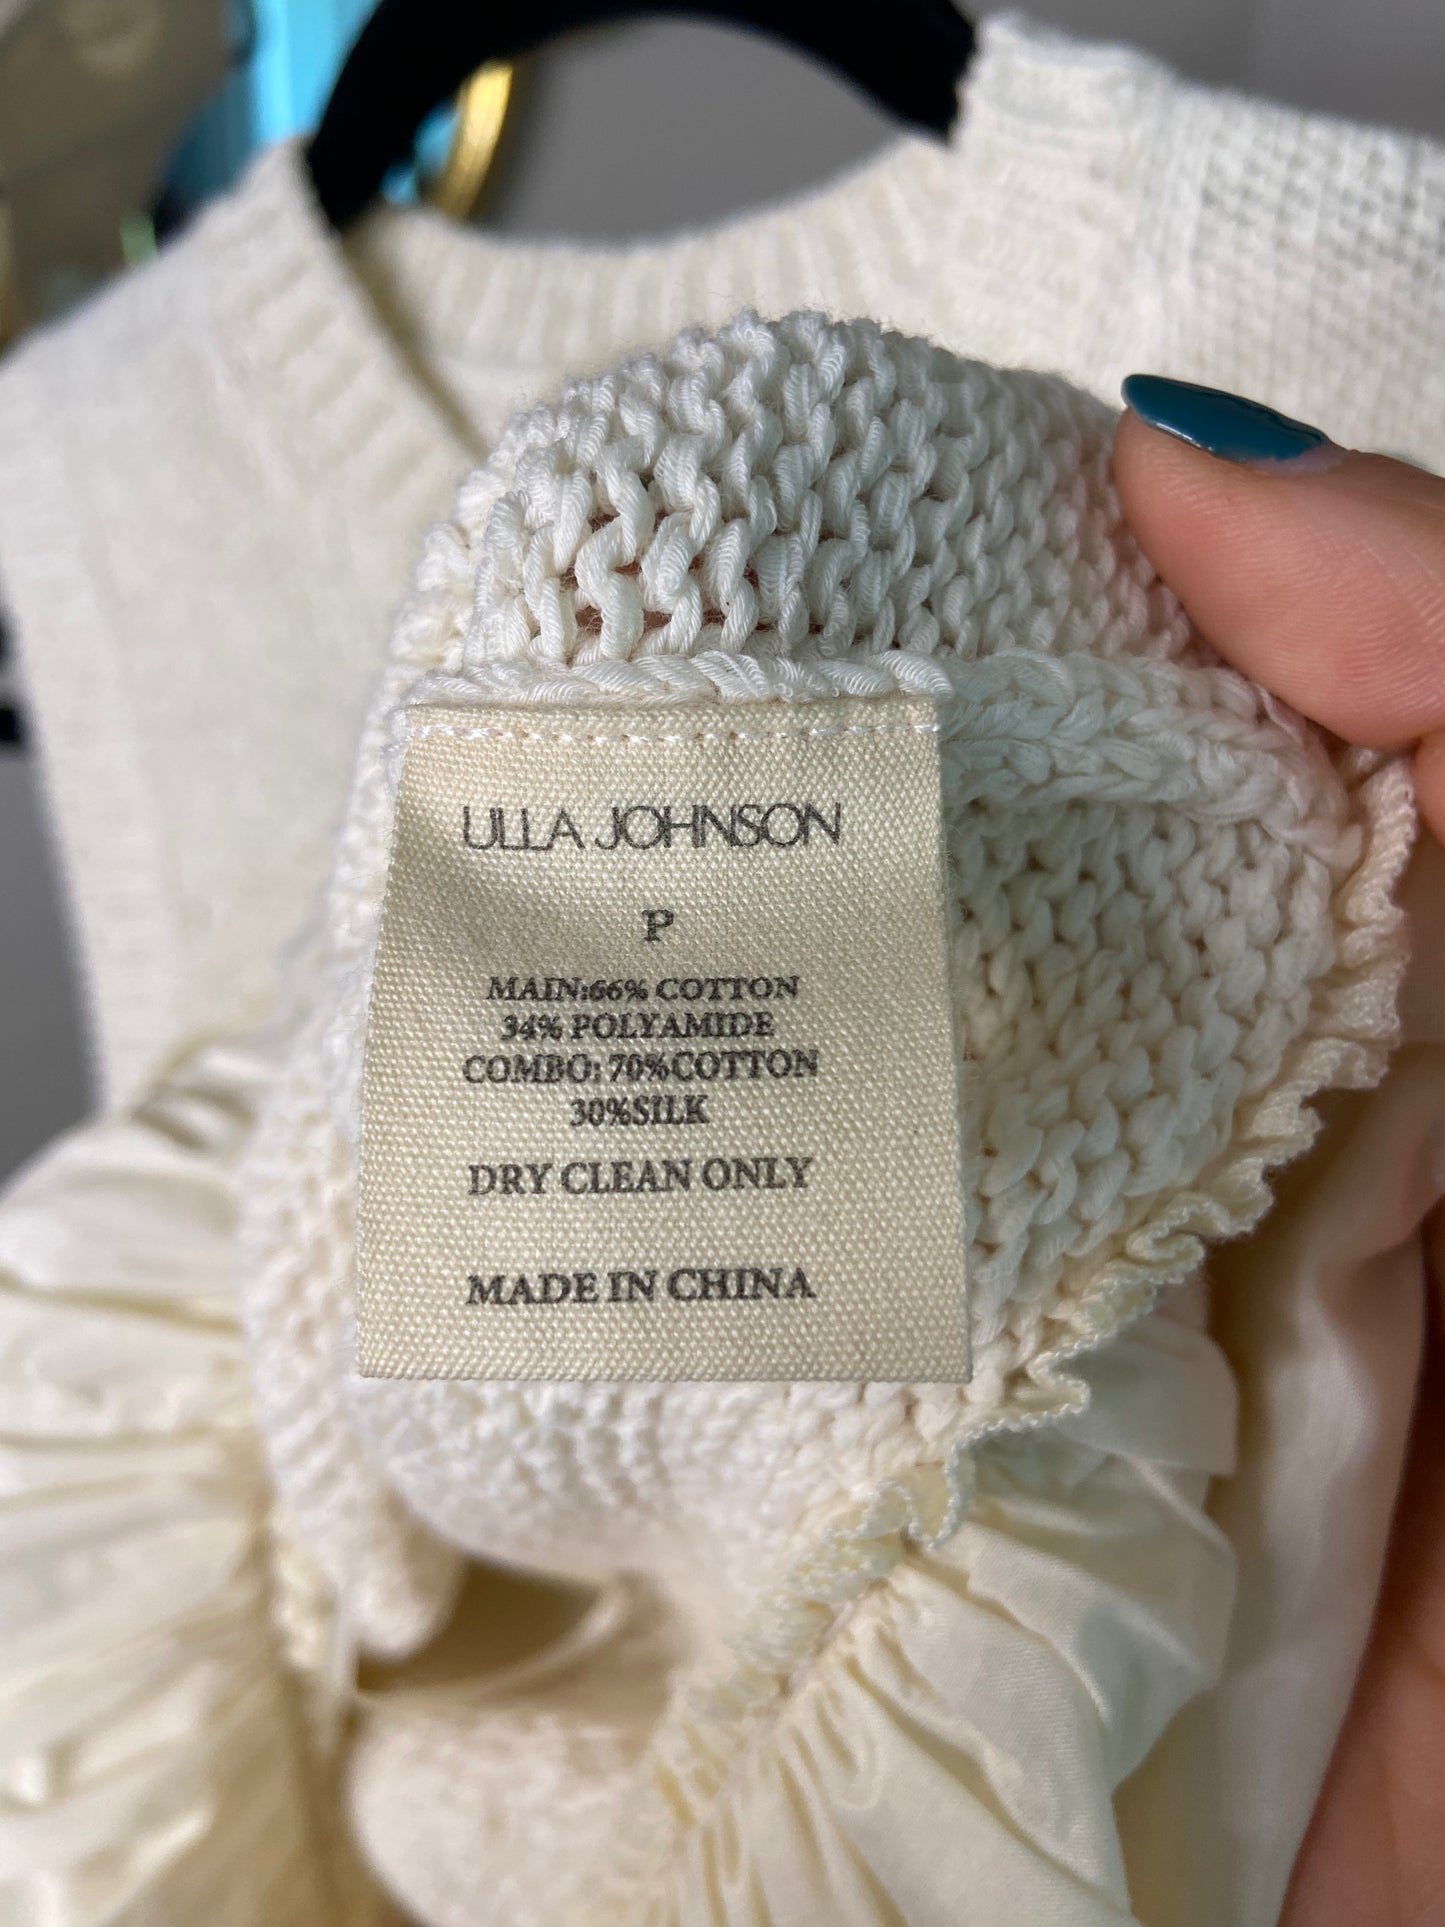 ULLA JOHNSON
P
MAIN:66% COTTON
34% POLYAMIDE
COMBO: 70%COTTON
30%SILK
DRY CLEAN ONLY
MADE IN CHINA